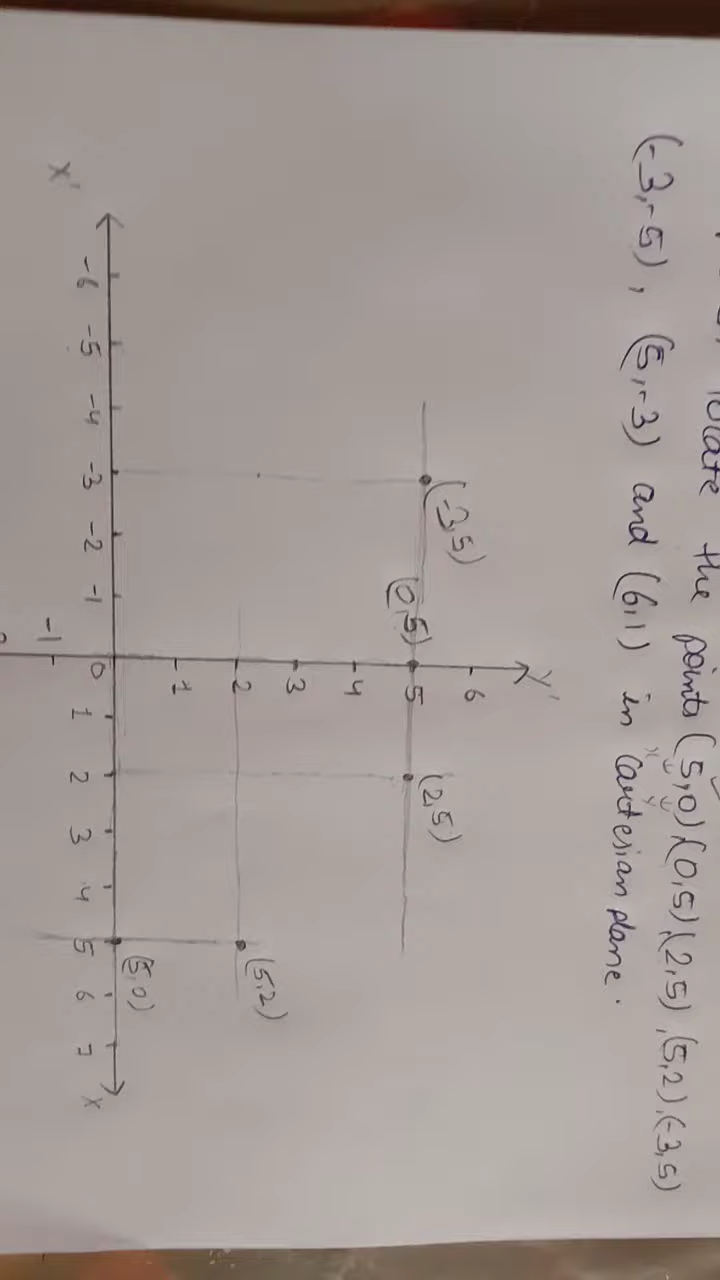 locate the points (5,0), (0,5), (2,5), (5,2), (-3,5)
x y
(-3,-5), (5,-3) and (6,1) in Cartesian plane.
Y'
6
(-3,5) (0,5) 5 (2,5)
4
3
2 (5,2)
1
(5,0)
X' -6 -5 -4 -3 -2 -1 0 1 2 3 4 5 6 7 X
-1